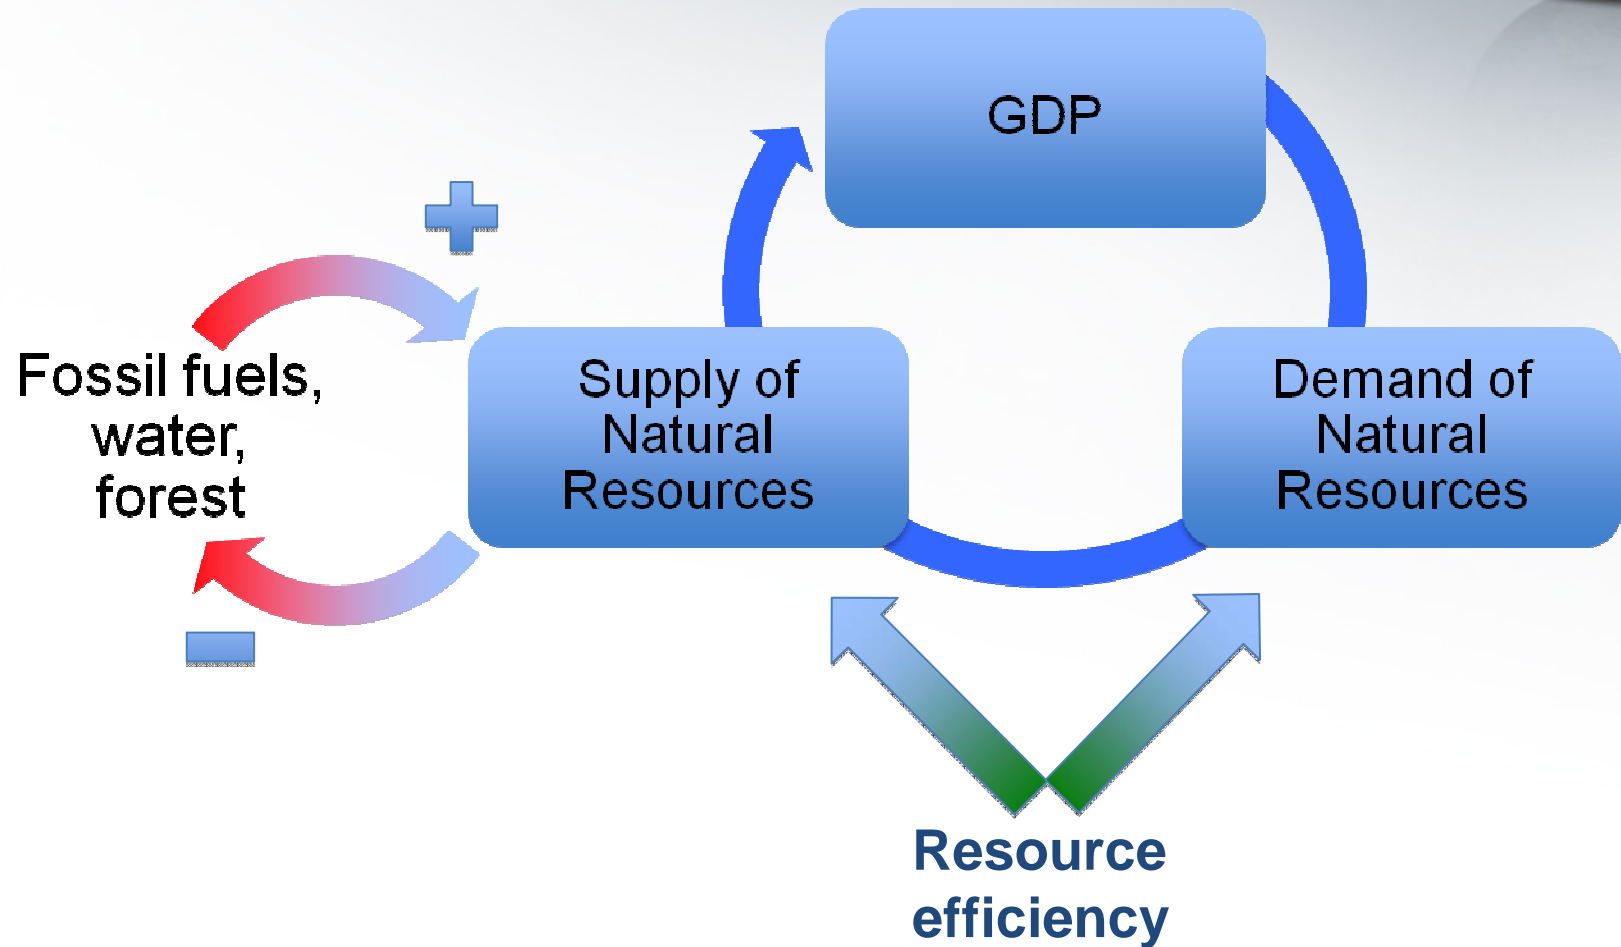 GDP
Fossil fuels,
water,
forest
Supply of
Natural
Resources
Demand of
Natural
Resources
Resource
efficiency